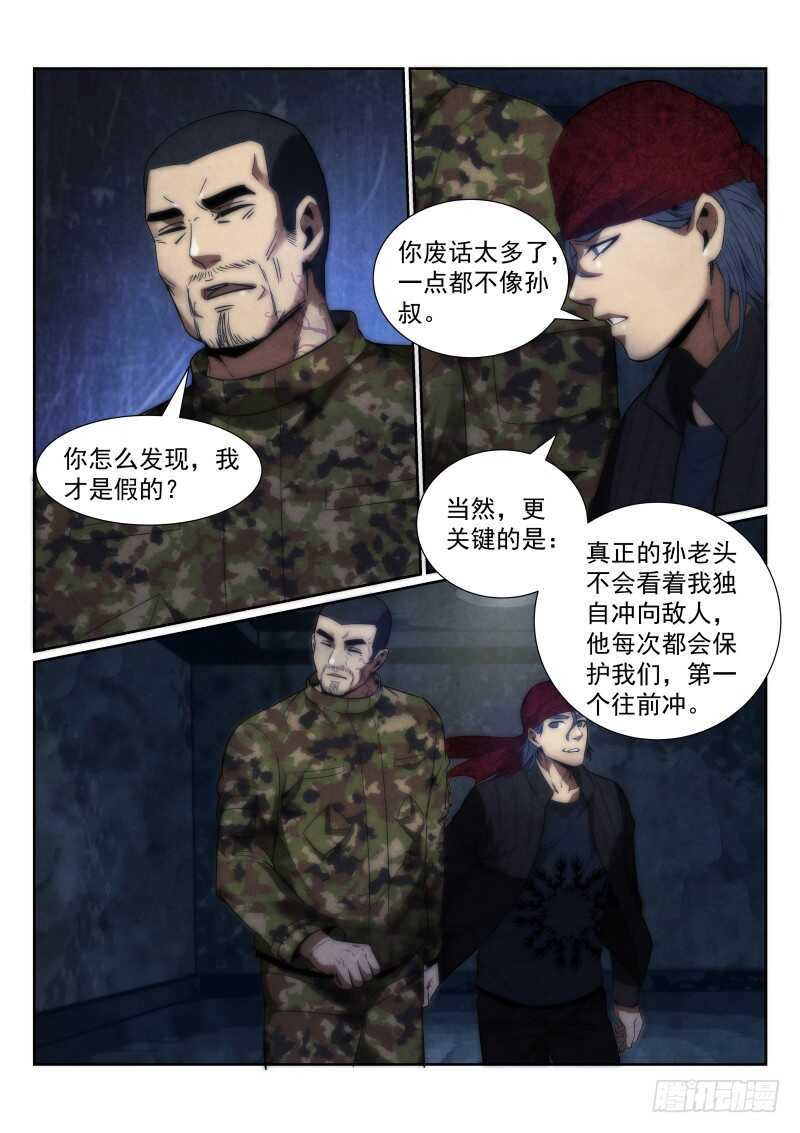 你怎么发现，我
才是假的？
你废话太多了，
一点都不像孙
叔。
当然，更
关键的是：
真正的孙老头
不会看着我独
自冲向敌人，
他每次都会保
护我们，第一
个往前冲。
腾讯动漫